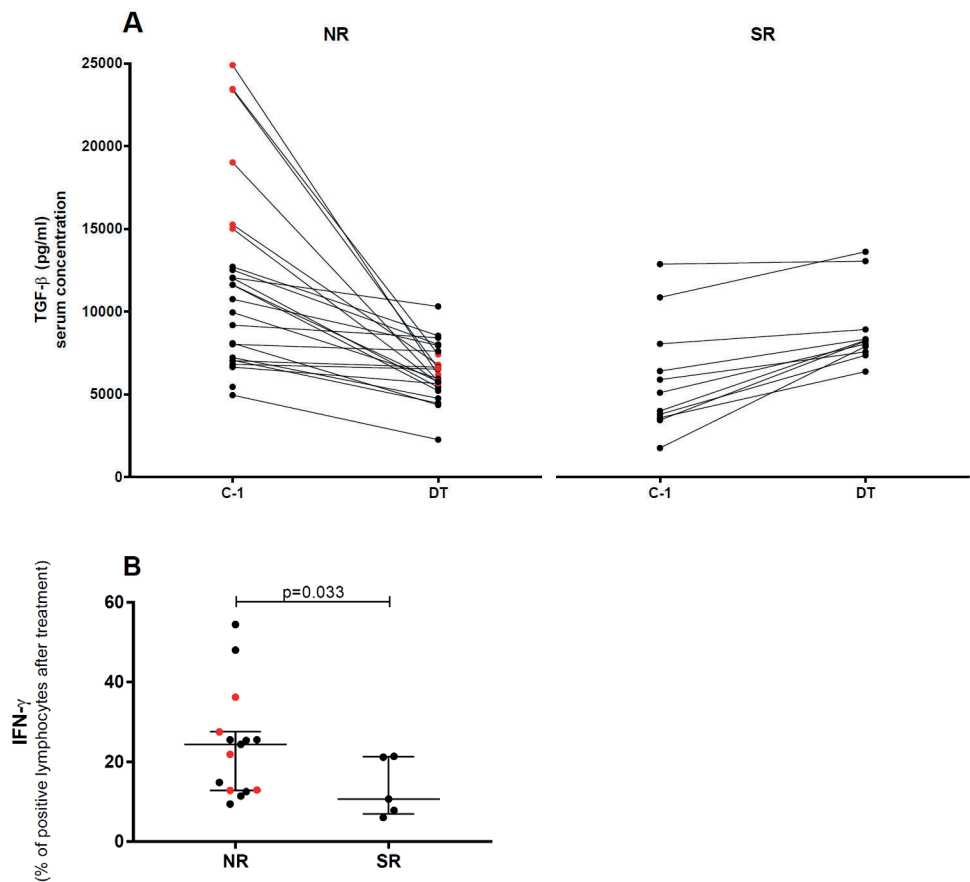 A
NR
SR
TGF-β (pg/ml)
serum concentration
25000
20000
15000
10000
5000
0
C-1
DT
C-1
DT
B
IFN-γ
(% of positive lymphocytes after treatment)
p=0.033
60
40
20
0
NR
SR